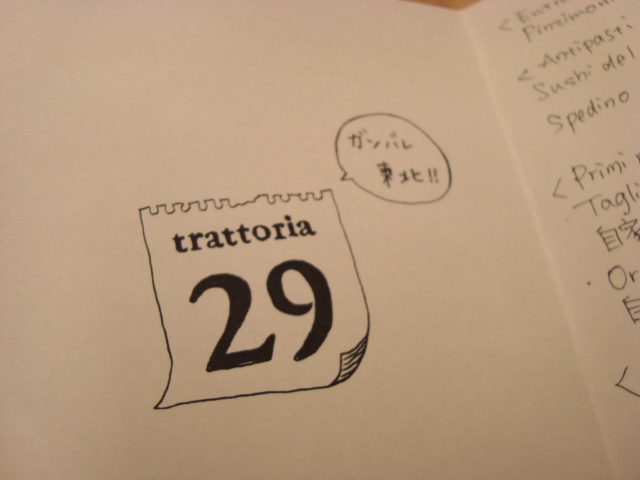 ガンバレ
東北!!
trattoria
29
<Antipasti
Sushi del
Spedino
<Primi
Tagli
自家
Or
自
<